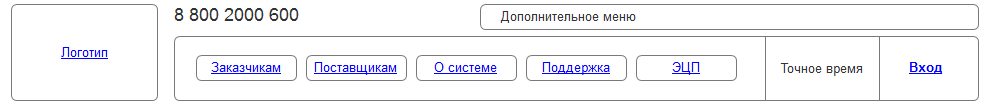 8 800 2000 600
Дополнительное меню
Логотип
Заказчикам Поставщикам О системе Поддержка ЭЦП Точное время Вход